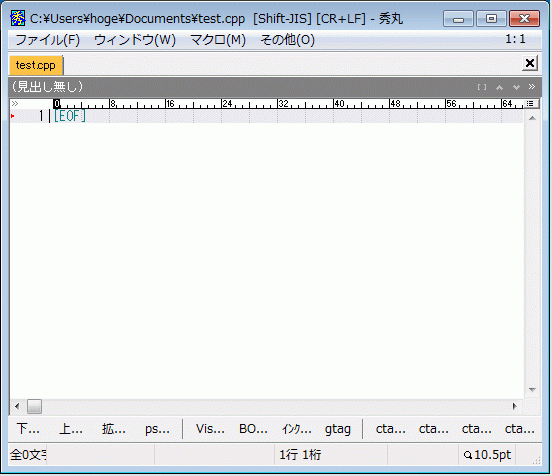 C:¥Users¥hoge¥Documents¥test.cpp [Shift-JIS] [CR+LF] - 秀丸
ファイル(F) ウィンドウ(W) マクロ(M) その他(O) 1:1
test.cpp
(見出し無し)
0 8 16 24 32 40 48 56 64
1 [EOF]
下... 上... 拡... ps... Vis... BO... インク... gtag cta... cta... cta... cta...
全0文字 1行 1桁 10.5pt